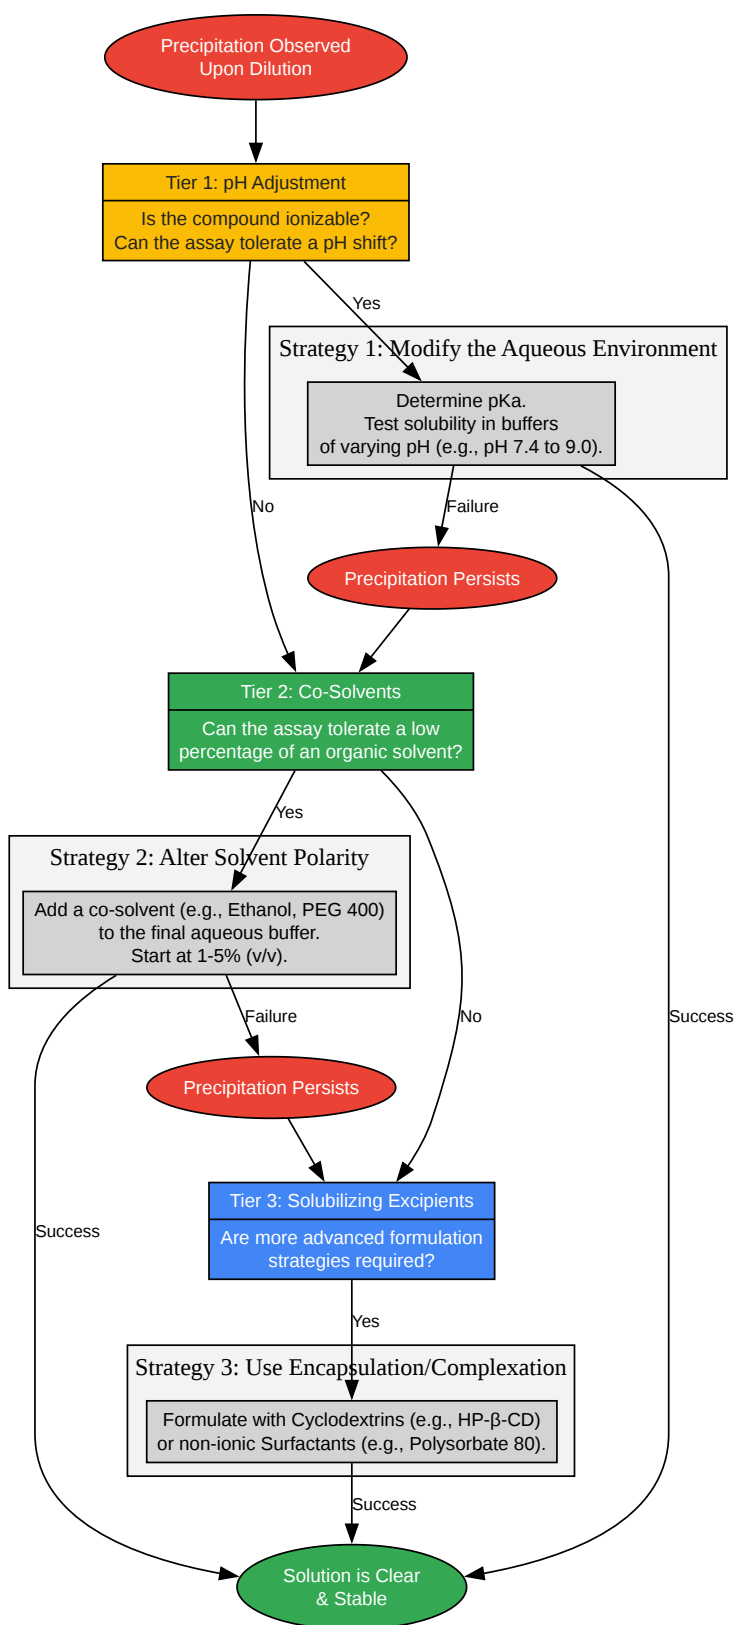 Precipitation Observed
Upon Dilution
Tier 1: pH Adjustment
Is the compound ionizable?
Can the assay tolerate a pH shift?
Yes
Strategy 1: Modify the Aqueous Environment
Determine pKa.
Test solubility in buffers
of varying pH (e.g., pH 7.4 to 9.0).
No
Failure
Precipitation Persists
Tier 2: Co-Solvents
Can the assay tolerate a low
percentage of an organic solvent?
Yes
Strategy 2: Alter Solvent Polarity
Add a co-solvent (e.g., Ethanol, PEG 400)
to the final aqueous buffer.
Start at 1-5% (v/v).
Failure
No
Success
Precipitation Persists
Tier 3: Solubilizing Excipients
Are more advanced formulation
strategies required?
Success
Yes
Strategy 3: Use Encapsulation/Complexation
Formulate with Cyclodextrins (e.g., HP-β-CD)
or non-ionic Surfactants (e.g., Polysorbate 80).
Success
Solution is Clear
& Stable